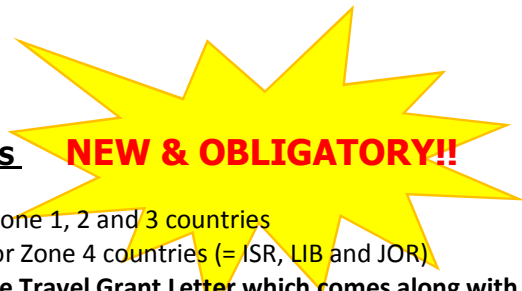 s NEW & OBLIGATORY!!
one 1, 2 and 3 countries
or Zone 4 countries (= ISR, LIB and JOR)
e Travel Grant Letter which comes along with